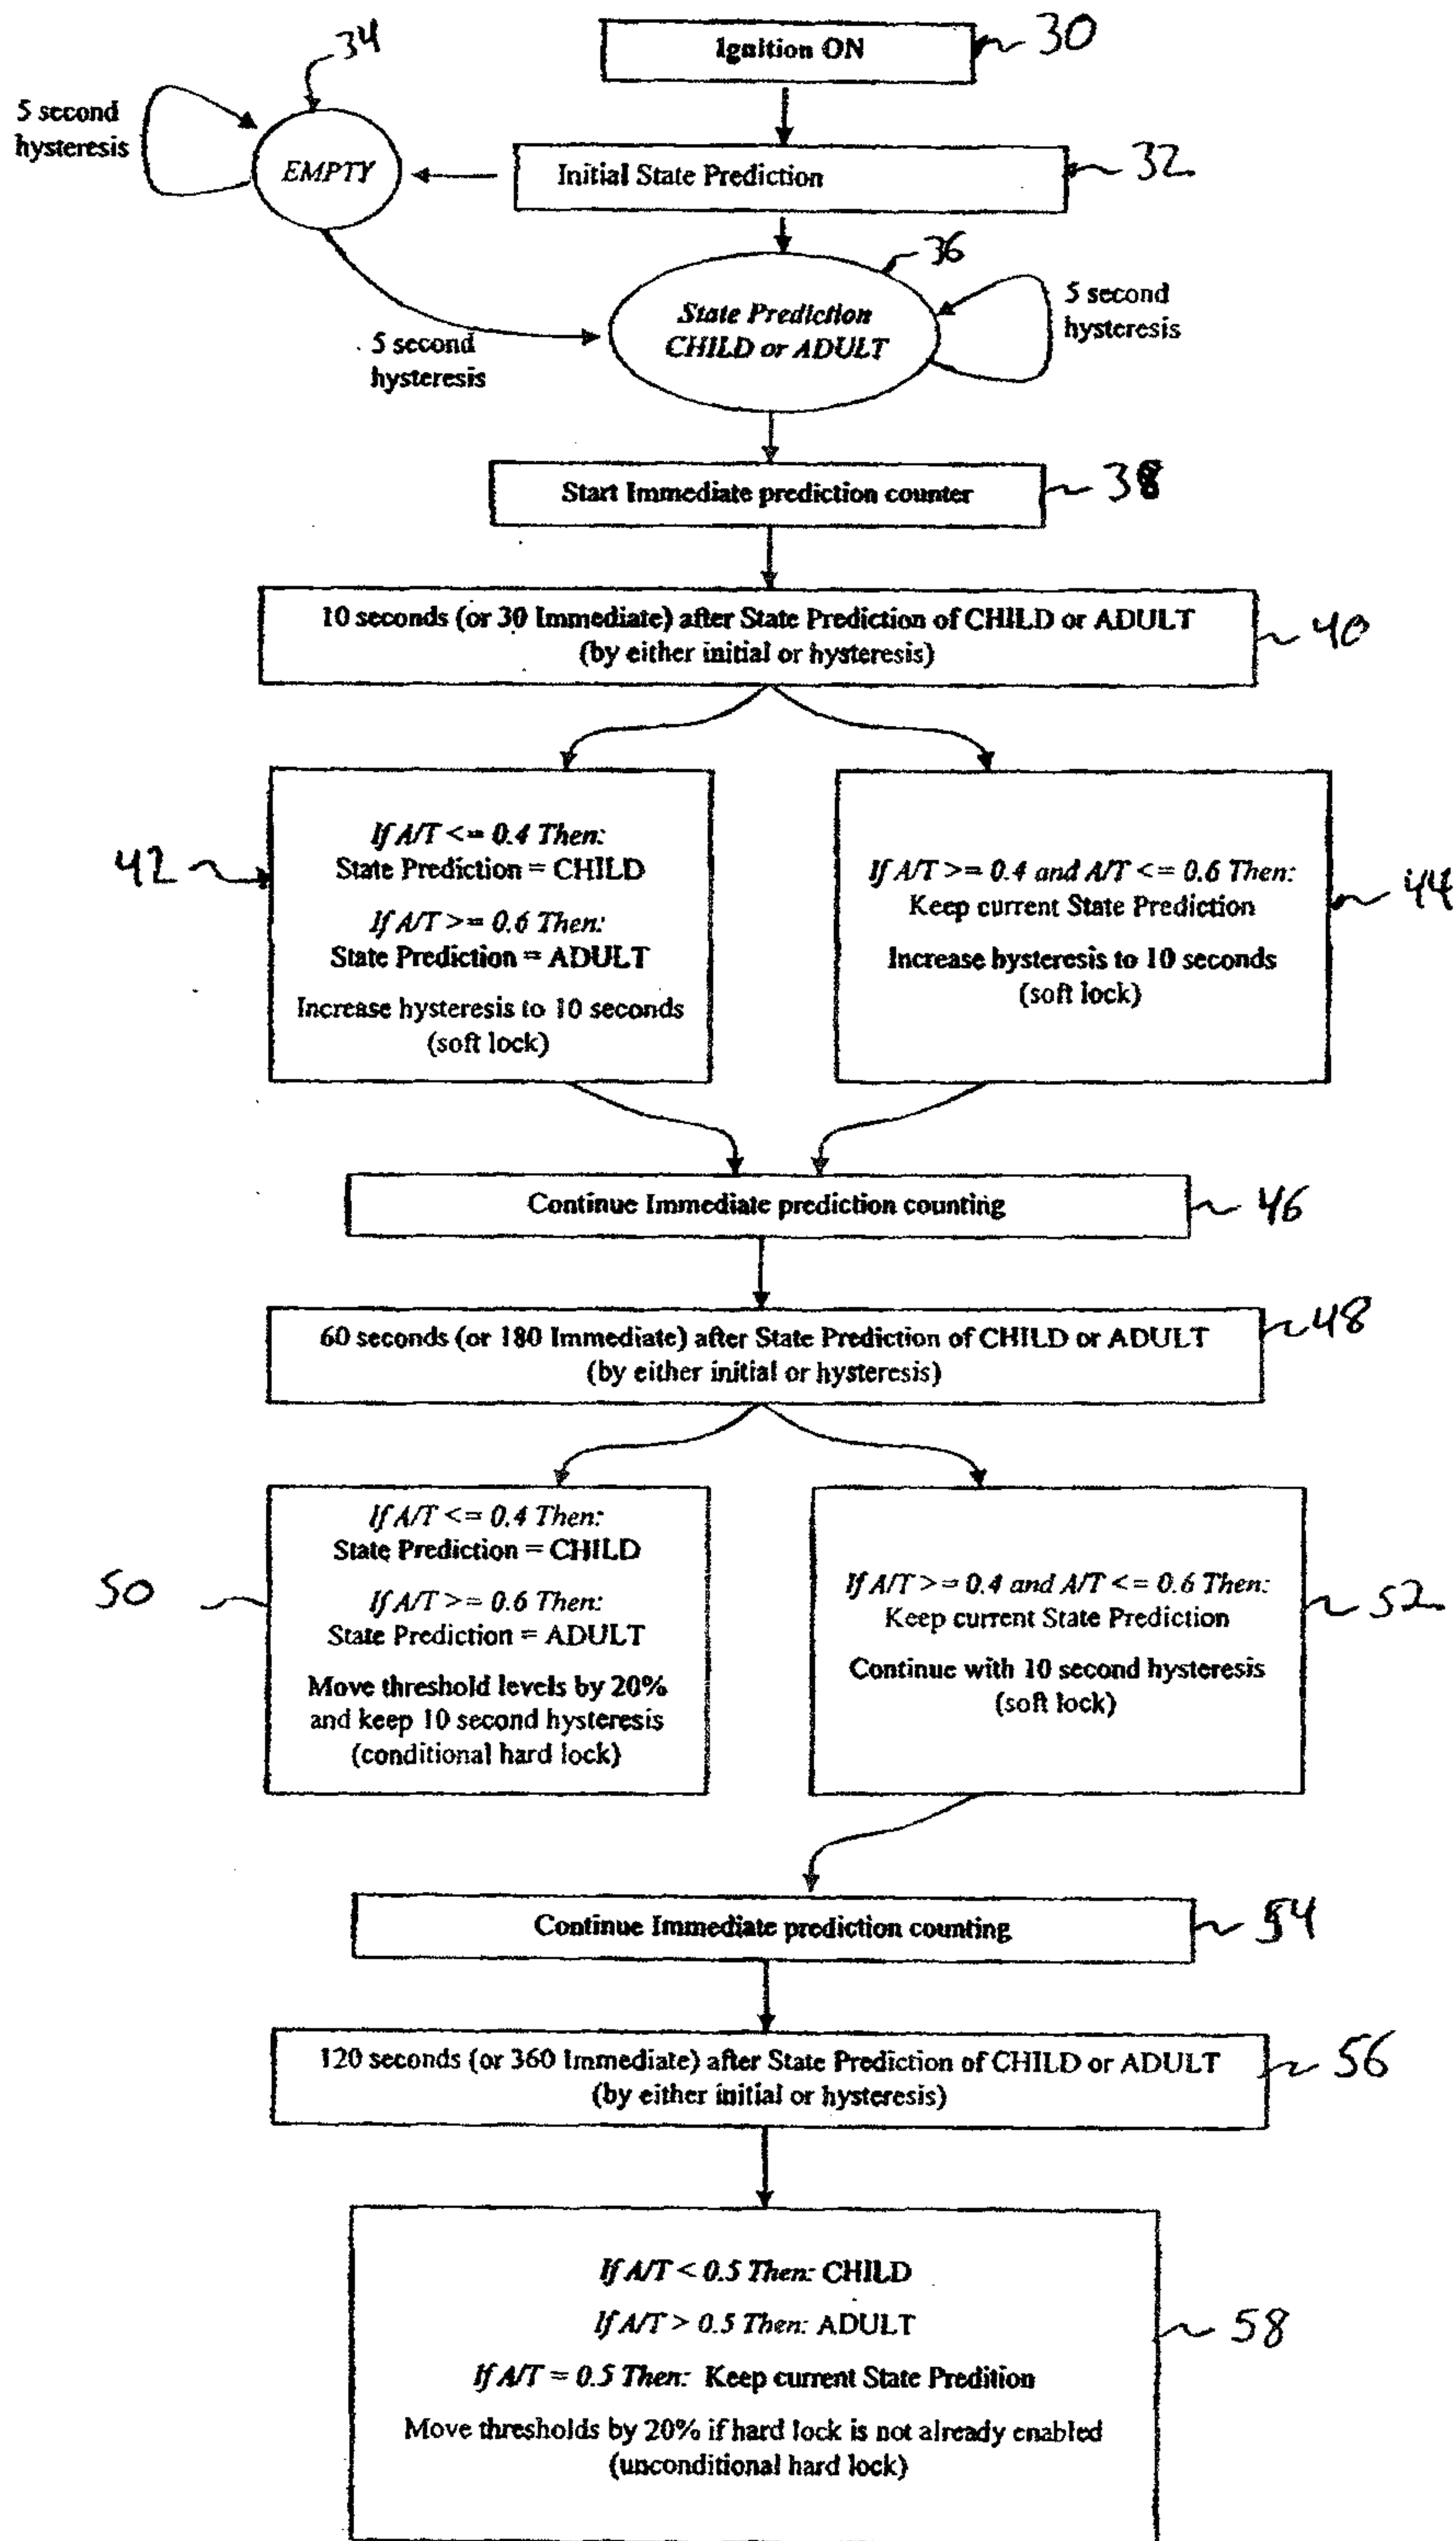 Ignition ON
30
34
5 second
hysteresis
EMPTY
Initial State Prediction
32
36
State Prediction
CHILD or ADULT
5 second
hysteresis
5 second
hysteresis
Start Immediate prediction counter
38
10 seconds (or 30 Immediate) after State Prediction of CHILD or ADULT
(by either initial or hysteresis)
40
42
If A/T <= 0.4 Then:
State Prediction = CHILD
If A/T >= 0.6 Then:
State Prediction = ADULT
Increase hysteresis to 10 seconds
(soft lock)
If A/T >= 0.4 and A/T <= 0.6 Then:
Keep current State Prediction
Increase hysteresis to 10 seconds
(soft lock)
44
Continue Immediate prediction counting
46
60 seconds (or 180 Immediate) after State Prediction of CHILD or ADULT
(by either initial or hysteresis)
48
50
If A/T <= 0.4 Then:
State Prediction = CHILD
If A/T >= 0.6 Then:
State Prediction = ADULT
Move threshold levels by 20%
and keep 10 second hysteresis
(conditional hard lock)
If A/T >= 0.4 and A/T <= 0.6 Then:
Keep current State Prediction
Continue with 10 second hysteresis
(soft lock)
52
Continue Immediate prediction counting
54
120 seconds (or 360 Immediate) after State Prediction of CHILD or ADULT
(by either initial or hysteresis)
56
If A/T < 0.5 Then: CHILD
If A/T > 0.5 Then: ADULT
If A/T = 0.5 Then: Keep current State Predition
Move thresholds by 20% if hard lock is not already enabled
(unconditional hard lock)
58